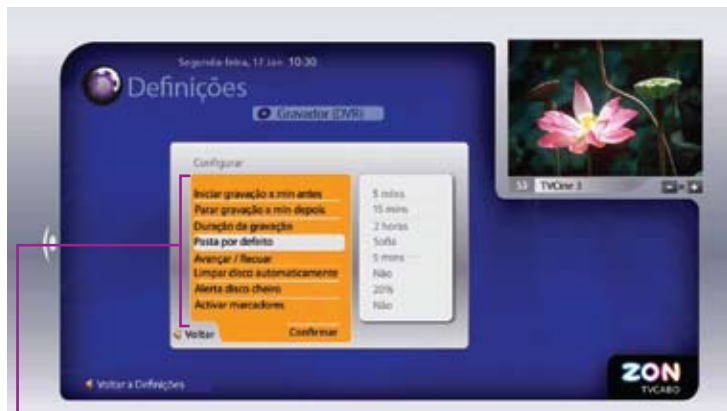 Segunda-feira, 17 Jan 10:30
Definições
Gravador (DVR)
Configurar
Iniciar gravação x min antes 5 mins
Parar gravação x min depois 15 mins
Duração da gravação 2 horas
Pasta por defeito Sofia
Avançar / Recuar 5 mins
Limpar disco automaticamente Não
Alerta disco cheiro 20%
Activar marcadores Não
Voltar Confirmar
53 TVCine 3
Voltar a Definições
ZON
TVCABO